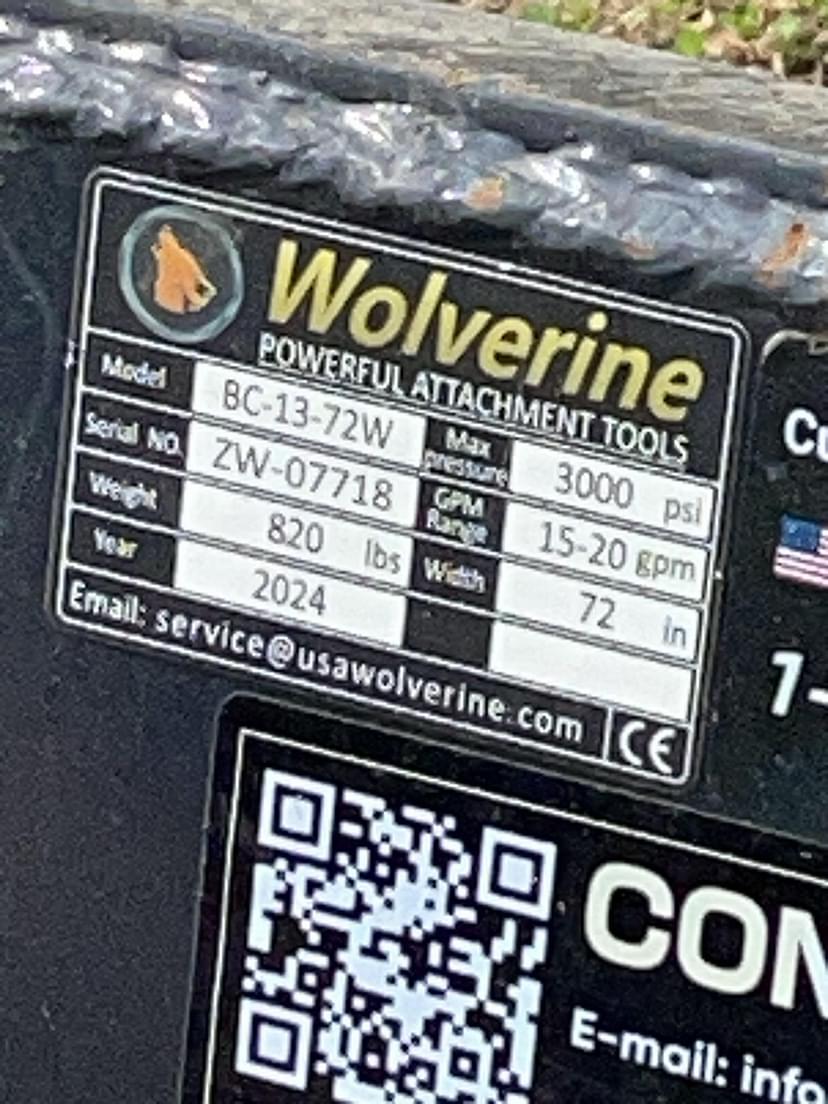 Wolverine
POWERFUL ATTACHMENT TOOLS
Model BC-13-72W
Serial NO. ZW-07718
Weight 820 lbs
Year 2024
Max pressure 3000 psi
GPM Range 15-20 gpm
Width 72 in
Email: service@usawolverine.com
CE
Cu
1-
CON
E-mail: info